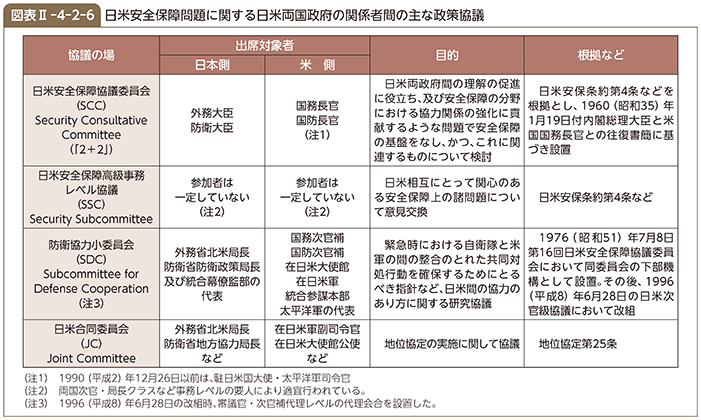 図表Ⅱ-4-2-6 日米安全保障問題に関する日米両国政府の関係者間の主な政策協議
協議の場
出席対象者
日本側
米 側
目的
根拠など
日米安全保障協議委員会
(SCC)
Security Consultative
Committee
(「2+2」)
外務大臣
防衛大臣
国務長官
国防長官
(注1)
日米両政府間の理解の促進
に役立ち、及び安全保障の分野
における協力関係の強化に貢
献するような問題で安全保障
の基盤をなし、かつ、これに関
連するものについて検討
日米安保条約第4条などを
根拠とし、1960(昭和35)年
1月19日付内閣総理大臣と米
国国務長官との往復書簡に基
づき設置
日米安全保障高級事務
レベル協議
(SSC)
Security Subcommittee
参加者は
一定していない
(注2)
参加者は
一定していない
(注2)
日米相互にとって関心のあ
る安全保障上の諸問題につい
て意見交換
日米安保条約第4条など
防衛協力小委員会
(SDC)
Subcommittee for
Defense Cooperation
(注3)
外務省北米局長
防衛省防衛政策局長
及び統合幕僚監部の
代表
国務次官補
国防次官補
在日米大使館
在日米軍
統合参謀本部
太平洋軍の代表
緊急時における自衛隊と米
軍の間の整合のとれた共同対
処行動を確保するためにとる
べき指針など、日米間の協力の
あり方に関する研究協議
1976(昭和51)年7月8日
第16回日米安全保障協議委員
会において同委員会の下部機
構として設置。その後、1996
(平成8)年6月28日の日米次
官級協議において改組
日米合同委員会
(JC)
Joint Committee
外務省北米局長
防衛省地方協力局長
など
在日米軍副司令官
在日米大使館公使
など
地位協定の実施に関して協議
地位協定第25条
(注1) 1990(平成2)年12月26日以前は、駐日米国大使・太平洋軍司令官
(注2) 両国次官・局長クラスなど事務レベルの要人により適宜行われている。
(注3) 1996(平成8)年6月28日の改組時、審議官・次官補代理レベルの代理会合を設置した。